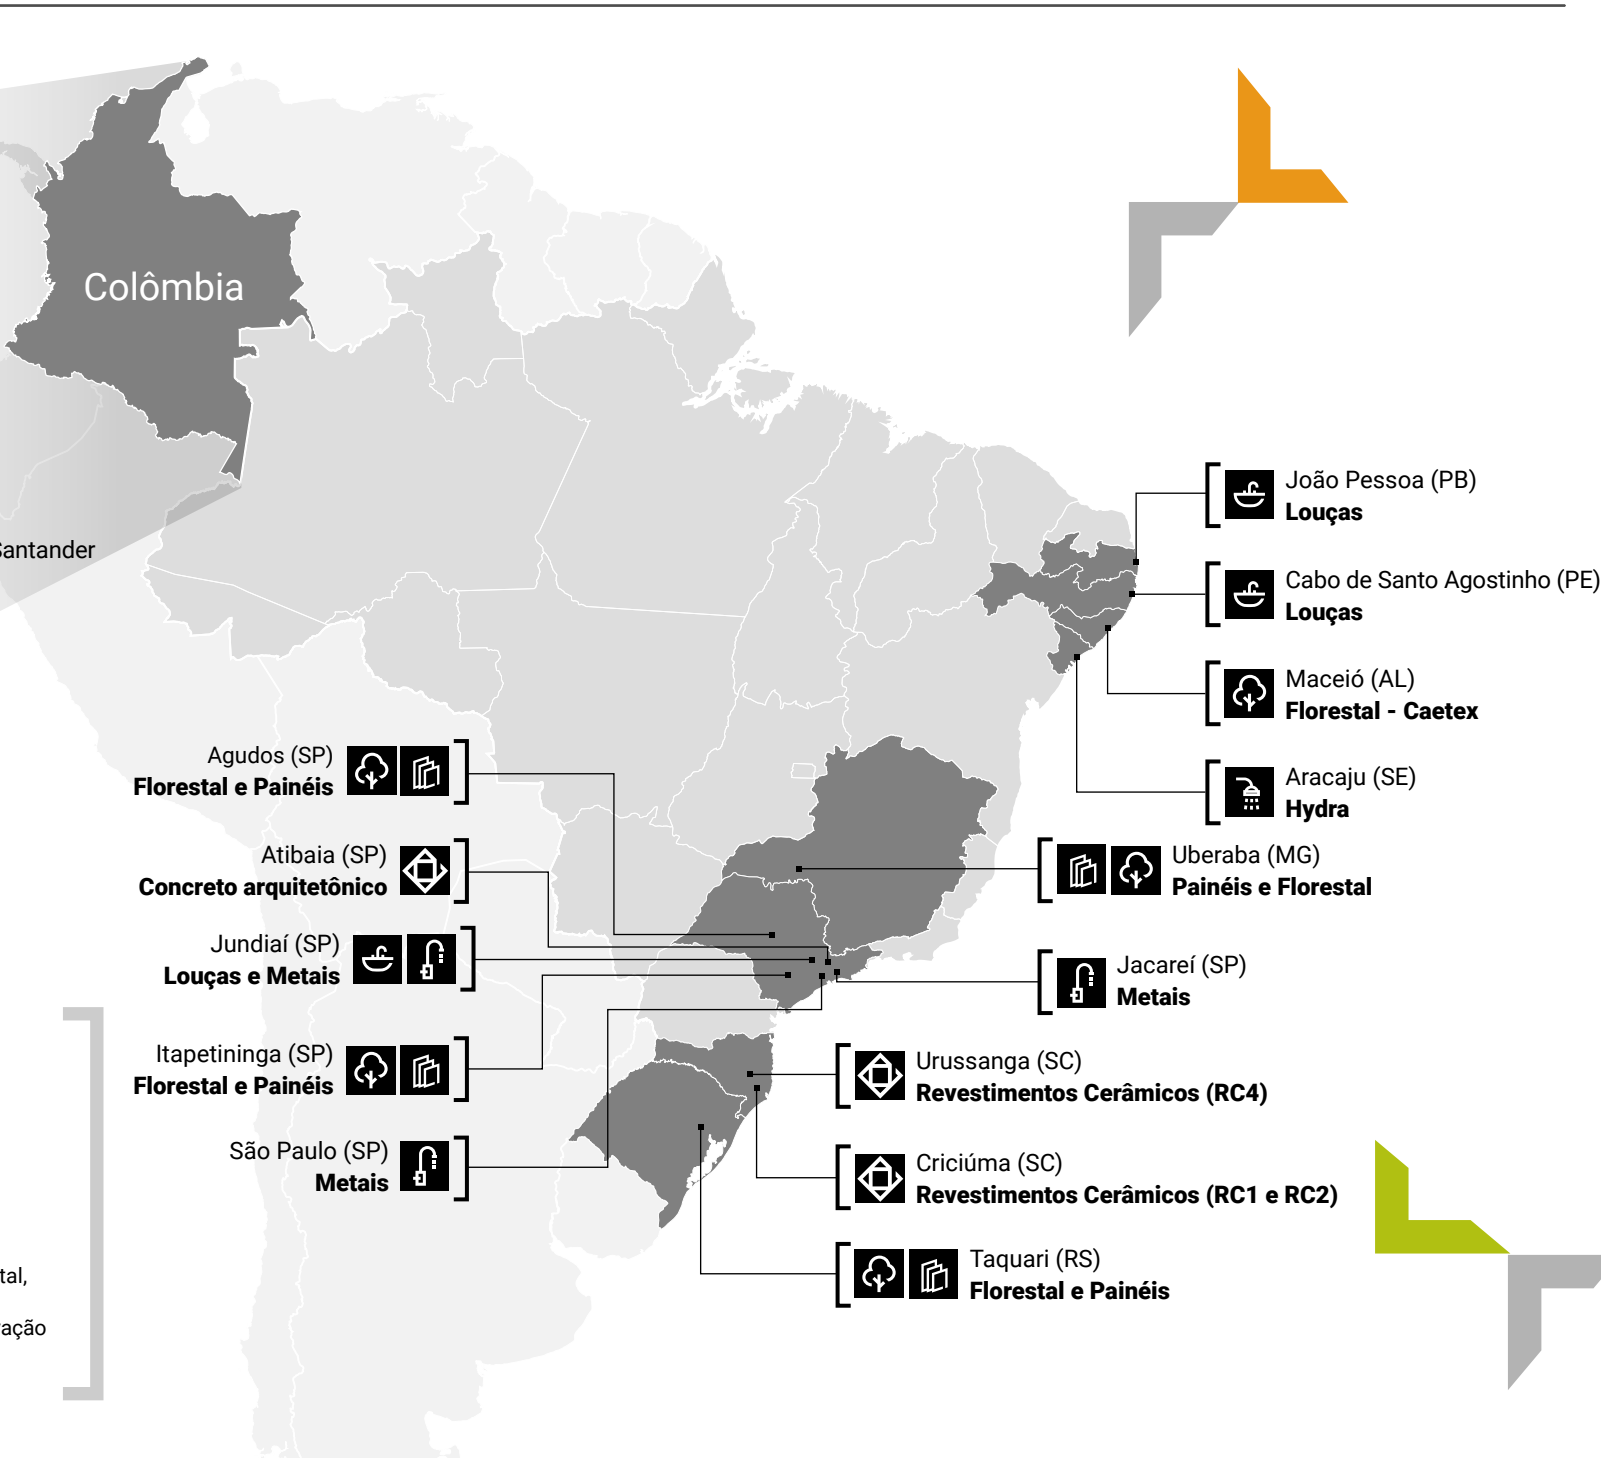 Colômbia
Santander
João Pessoa (PB)
Louças
Cabo de Santo Agostinho (PE)
Louças
Maceió (AL)
Florestal - Caetex
Aracaju (SE)
Hydra
Agudos (SP)
Florestal e Painéis
Atibaia (SP)
Concreto arquitetônico
Jundiaí (SP)
Louças e Metais
Itapetininga (SP)
Florestal e Painéis
São Paulo (SP)
Metais
Uberaba (MG)
Painéis e Florestal
Jacareí (SP)
Metais
Urussanga (SC)
Revestimentos Cerâmicos (RC4)
Criciúma (SC)
Revestimentos Cerâmicos (RC1 e RC2)
Taquari (RS)
Florestal e Painéis